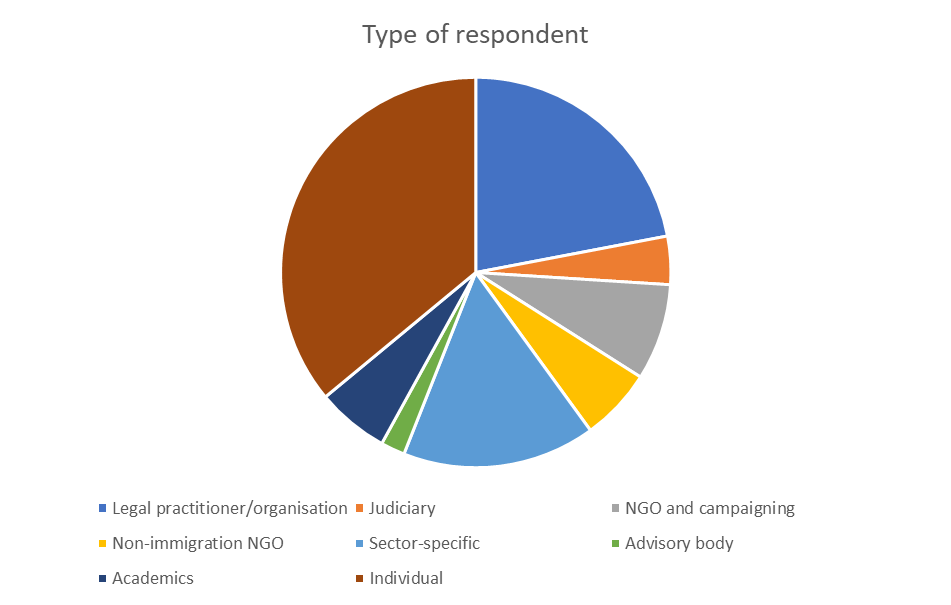 Type of respondent
Legal practitioner/organisation Judiciary NGO and campaigning
Non-immigration NGO Sector-specific Advisory body
Academics Individual